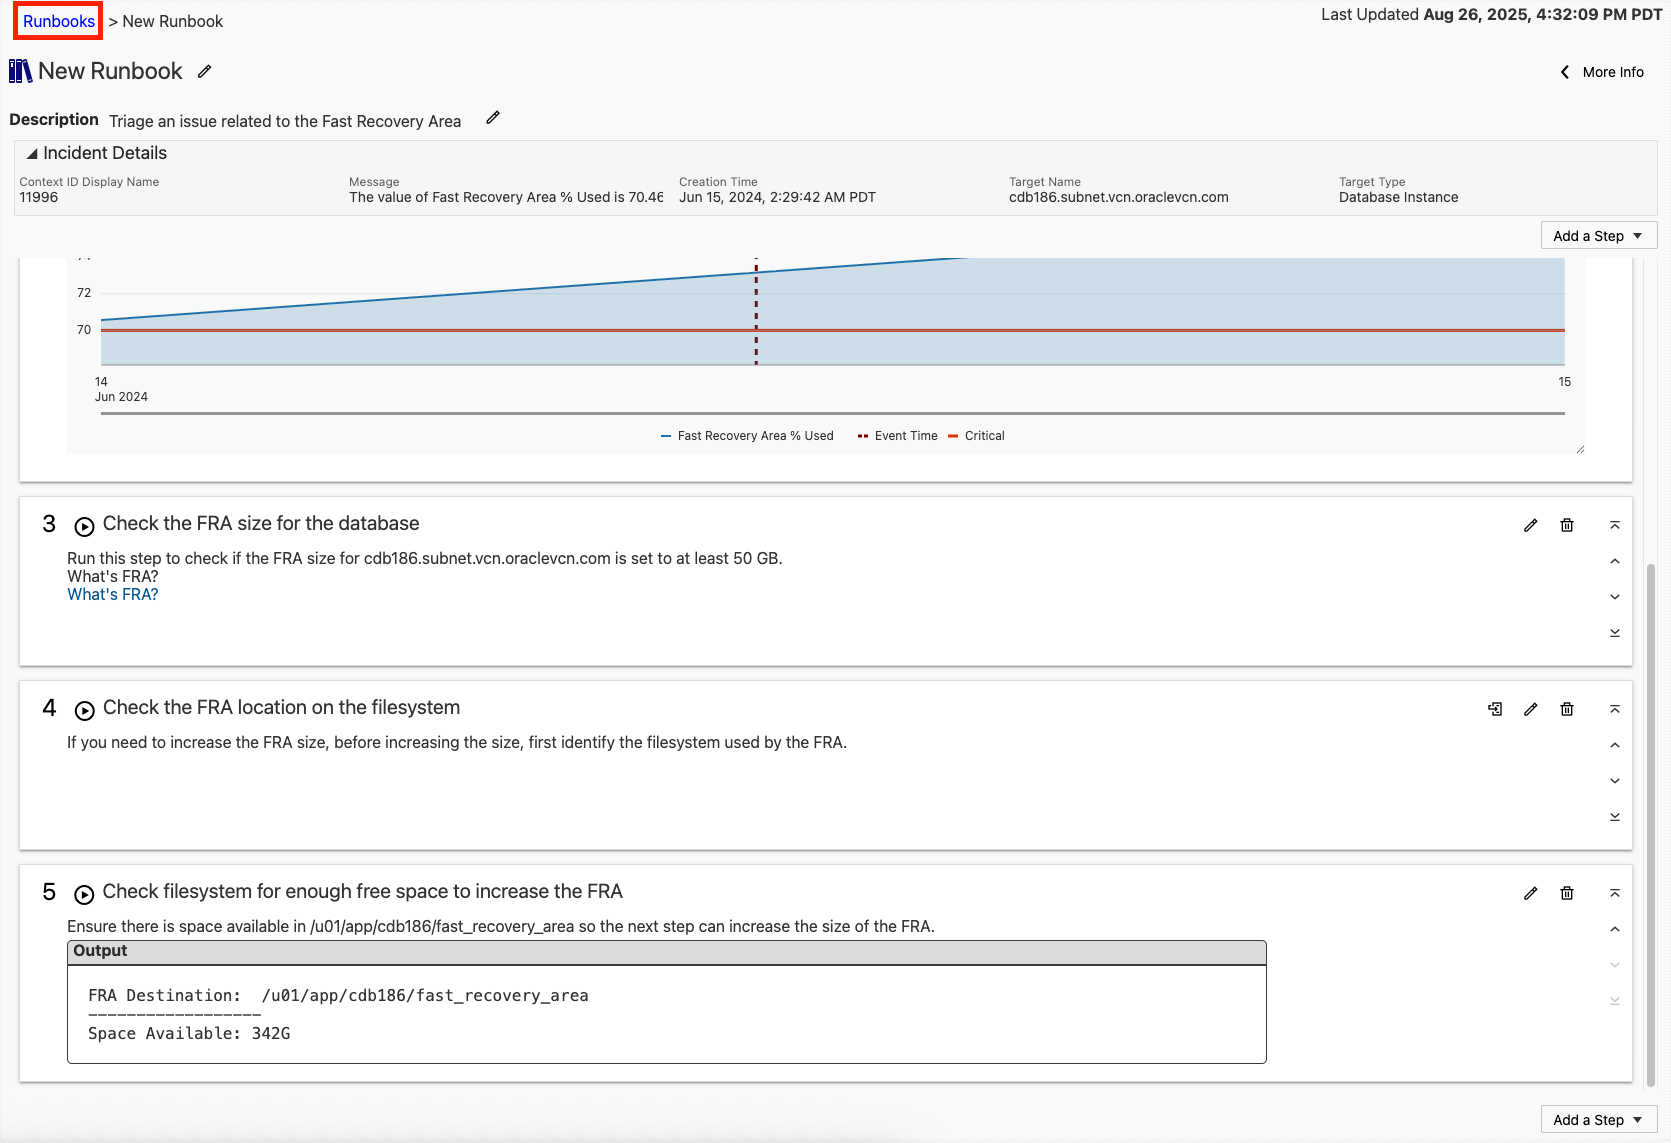 Runbooks > New Runbook
Last Updated Aug 26, 2025, 4:32:09 PM PDT
New Runbook
More Info
Description Triage an issue related to the Fast Recovery Area
Incident Details
Context ID Display Name
11996
Message
The value of Fast Recovery Area % Used is 70.46
Creation Time
Jun 15, 2024, 2:29:42 AM PDT
Target Name
cdb186.subnet.vcn.oraclevcn.com
Target Type
Database Instance
Add a Step
72
70
14
Jun 2024
15
Fast Recovery Area % Used
Event Time
Critical
3 Check the FRA size for the database
Run this step to check if the FRA size for cdb186.subnet.vcn.oraclevcn.com is set to at least 50 GB.
What's FRA?
What's FRA?
4 Check the FRA location on the filesystem
If you need to increase the FRA size, before increasing the size, first identify the filesystem used by the FRA.
5 Check filesystem for enough free space to increase the FRA
Ensure there is space available in /u01/app/cdb186/fast_recovery_area so the next step can increase the size of the FRA.
Output
FRA Destination: /u01/app/cdb186/fast_recovery_area
------------------
Space Available: 342G
Add a Step